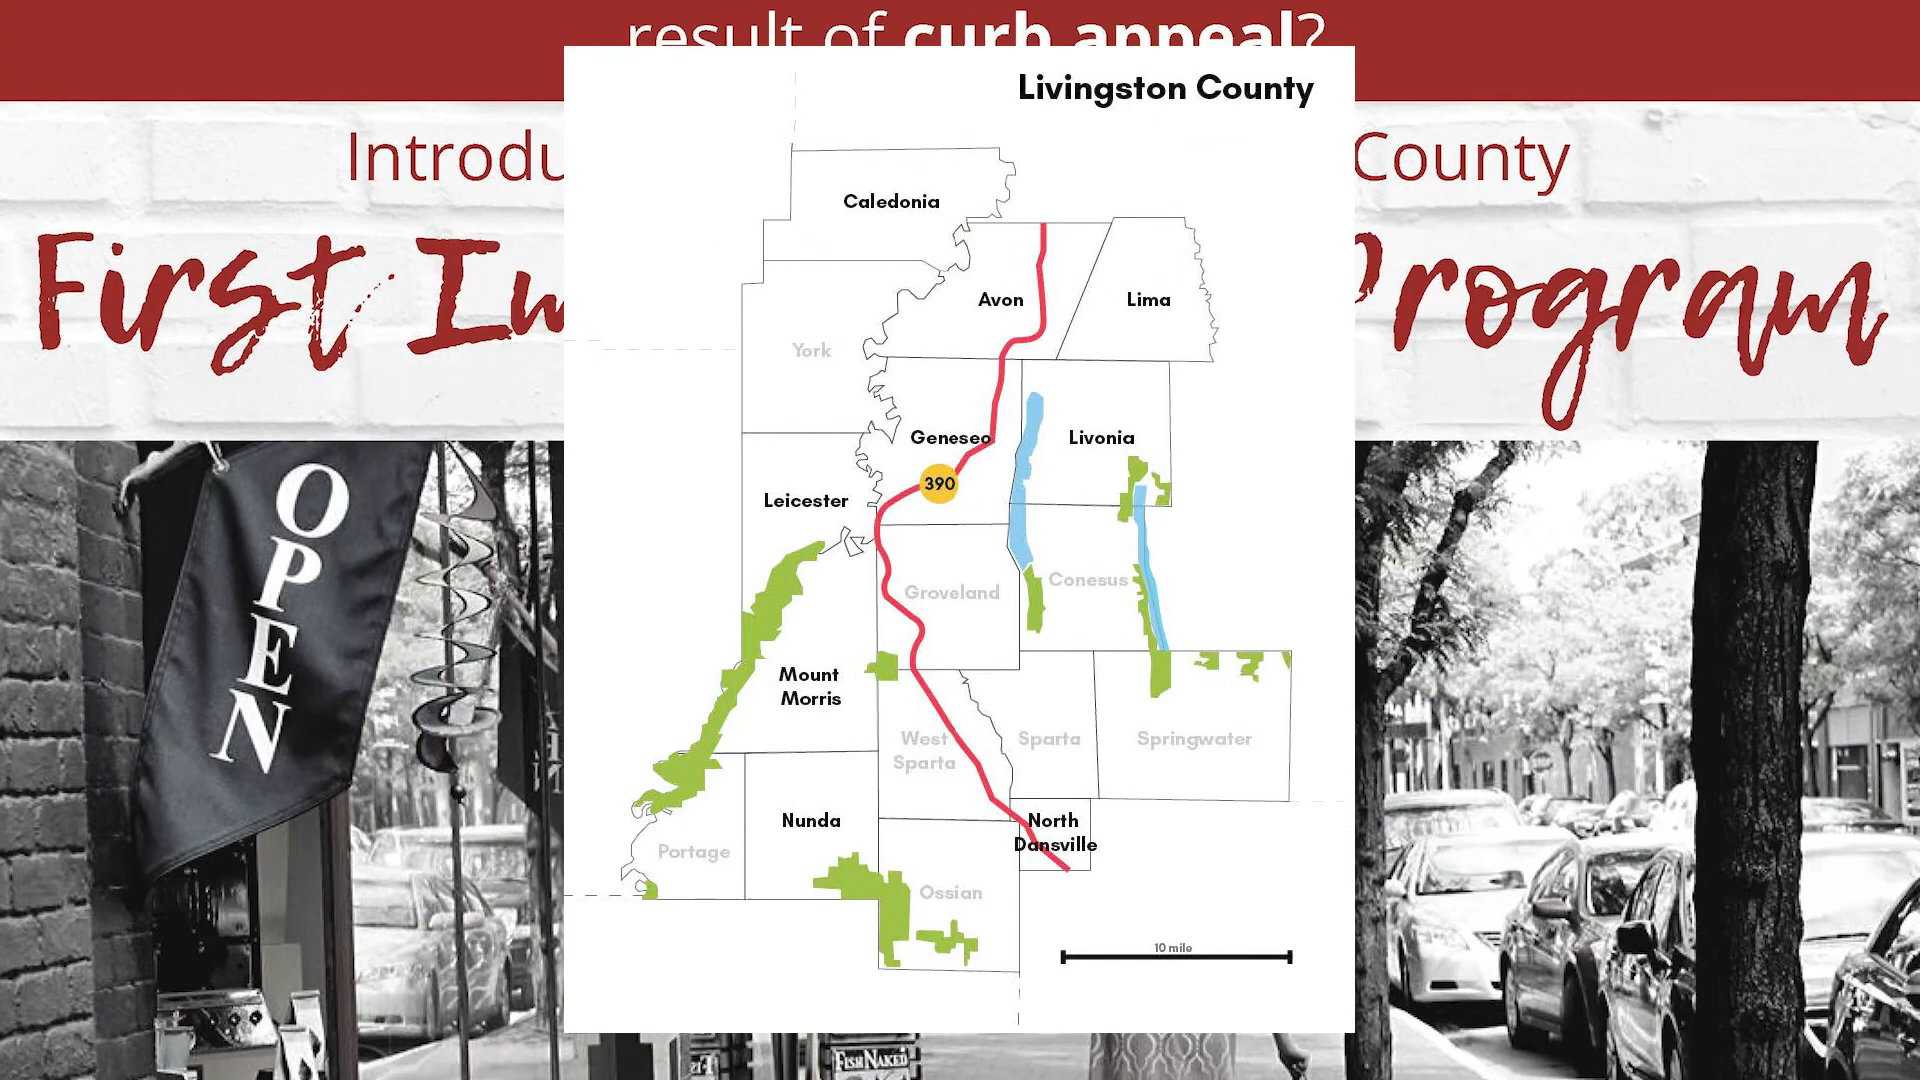 result of curb appeal?
Livingston County
Introdu
County
First Im
Program
Caledonia
Avon
Lima
York
Geneseo
Livonia
390
Leicester
Conesus
Groveland
Mount
Morris
West
Sparta
Sparta
Springwater
Nunda
North
Dansville
Portage
Ossian
10 mile
OPEN
FISH NAKED